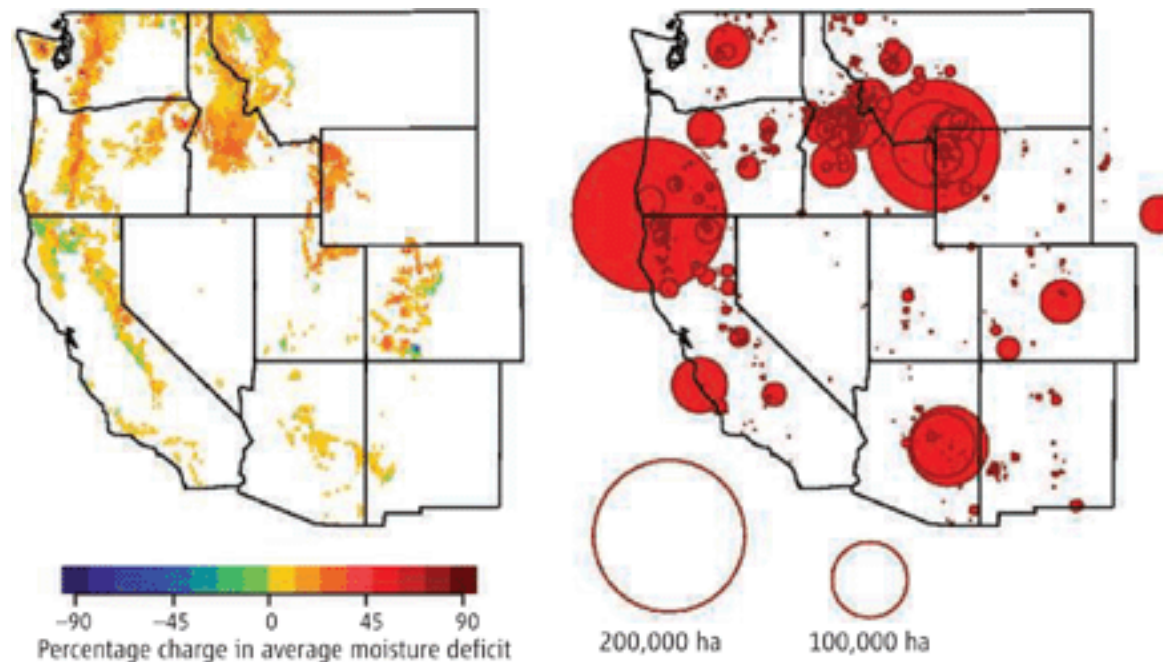 −90 −45 0 45 90
Percentage charge in average moisture deficit
200,000 ha 100,000 ha